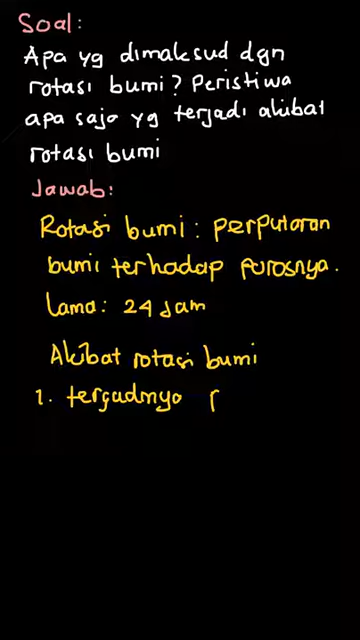 Soal:
Apa yg dimaksud dgn
rotasi bumi? Peristiwa
apa saja yg terjadi akibat
rotasi bumi
Jawab:
Rotasi bumi: perputaran
bumi terhadap porosnya.
Lama: 24 Jam
Akibat rotasi bumi
1. terjadinya